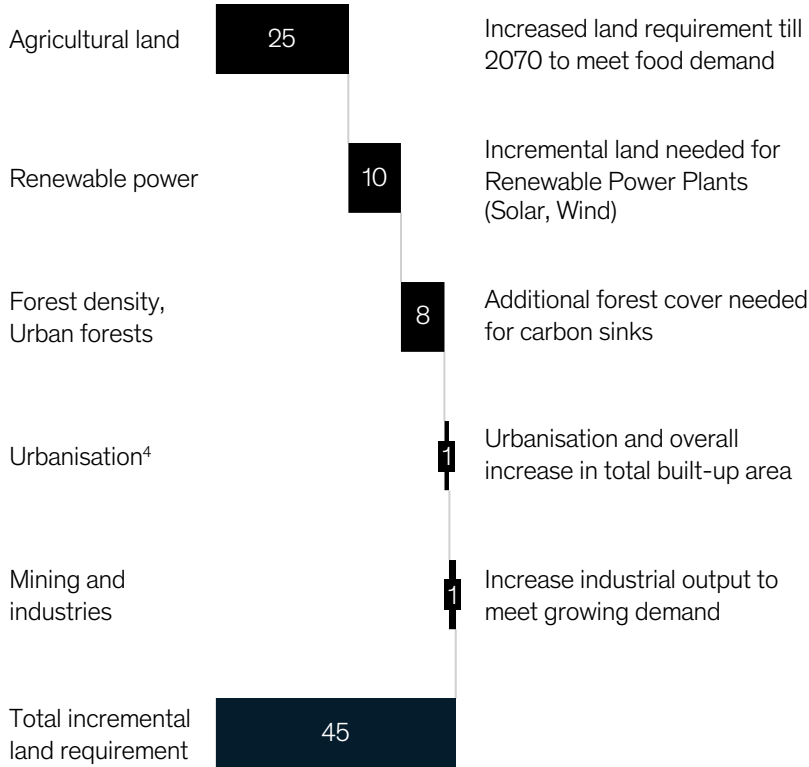 Agricultural land
25
Increased land requirement till
2070 to meet food demand
Renewable power
10
Incremental land needed for
Renewable Power Plants
(Solar, Wind)
Forest density,
Urban forests
8
Additional forest cover needed
for carbon sinks
Urbanisation⁴
1
Urbanisation and overall
increase in total built-up area
Mining and
industries
1
Increase industrial output to
meet growing demand
Total incremental
land requirement
45